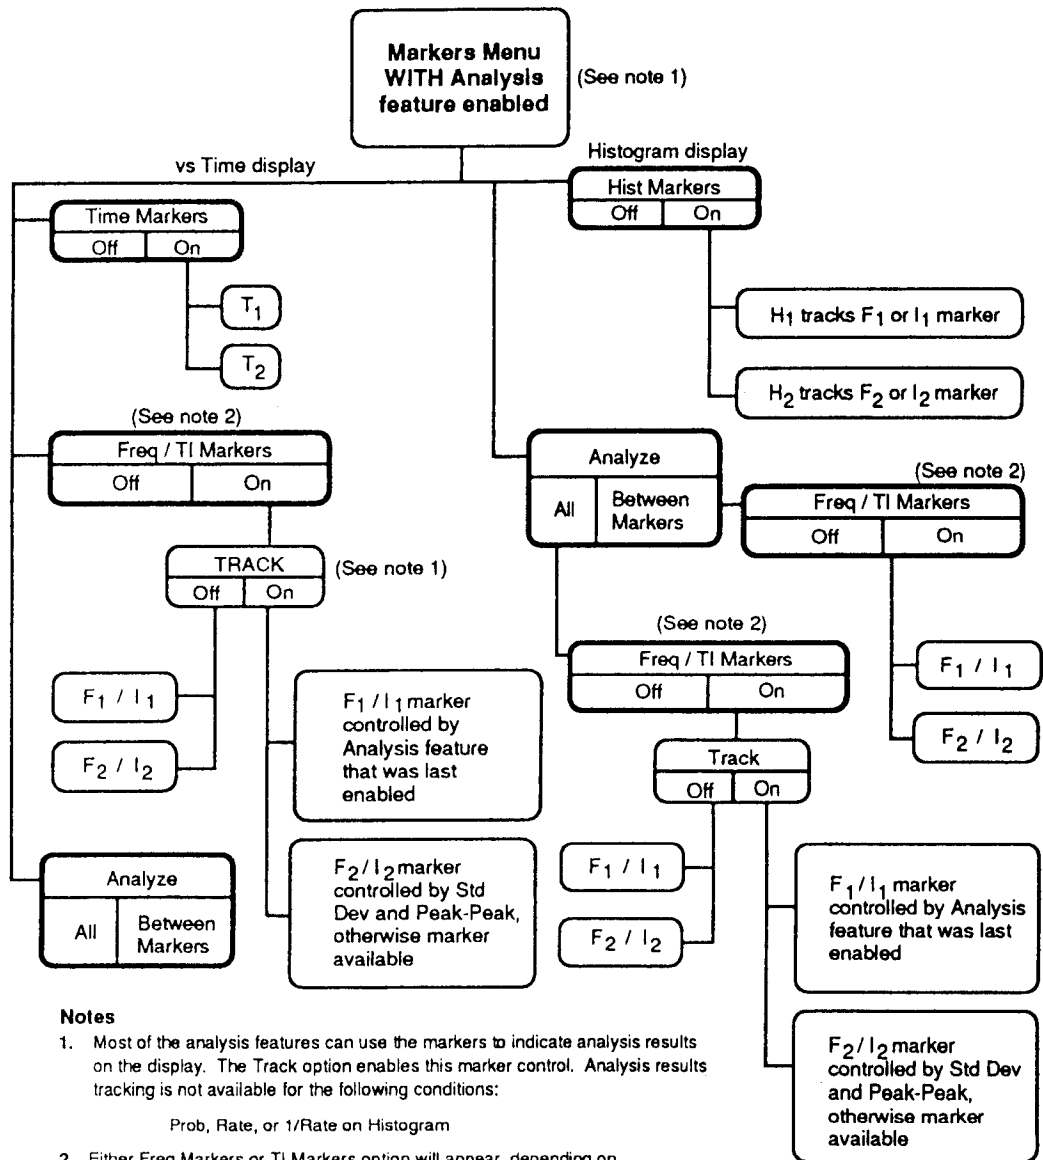 Markers Menu
WITH Analysis
feature enabled
(See note 1)
vs Time display
Histogram display
Hist Markers
Off On
H1 tracks F1 or I1 marker
H2 tracks F2 or I2 marker
Time Markers
Off On
T1
T2
(See note 2)
Freq / TI Markers
Off On
TRACK
Off On
(See note 1)
F1 / I1
F2 / I2
F1 / I1 marker
controlled by
Analysis feature
that was last
enabled
F2 / I2 marker
controlled by Std
Dev and Peak-Peak,
otherwise marker
available
Analyze
All Between
Markers
Analyze
All Between
Markers
(See note 2)
Freq / TI Markers
Off On
F1 / I1
F2 / I2
(See note 2)
Freq / TI Markers
Off On
Track
Off On
F1 / I1
F2 / I2
F1 / I1 marker
controlled by Analysis
feature that was last
enabled
F2 / I2 marker
controlled by Std Dev
and Peak-Peak,
otherwise marker
available
Notes
1. Most of the analysis features can use the markers to indicate analysis results
on the display. The Track option enables this marker control. Analysis results
tracking is not available for the following conditions:
Prob, Rate, or 1/Rate on Histogram
2. Either Freq Markers or TI Markers option will appear, depending on